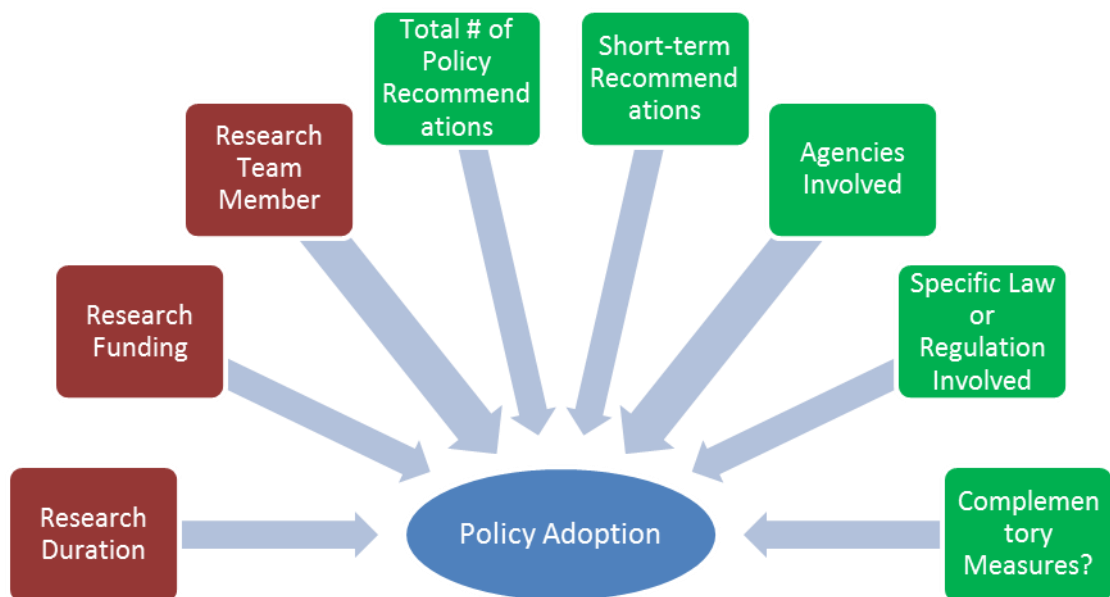 Total # of
Policy
Recommend
ations
Short-term
Recommend
ations
Research
Team
Member
Agencies
Involved
Research
Funding
Specific Law
or
Regulation
Involved
Research
Duration
Policy Adoption
Complemen
tory
Measures?